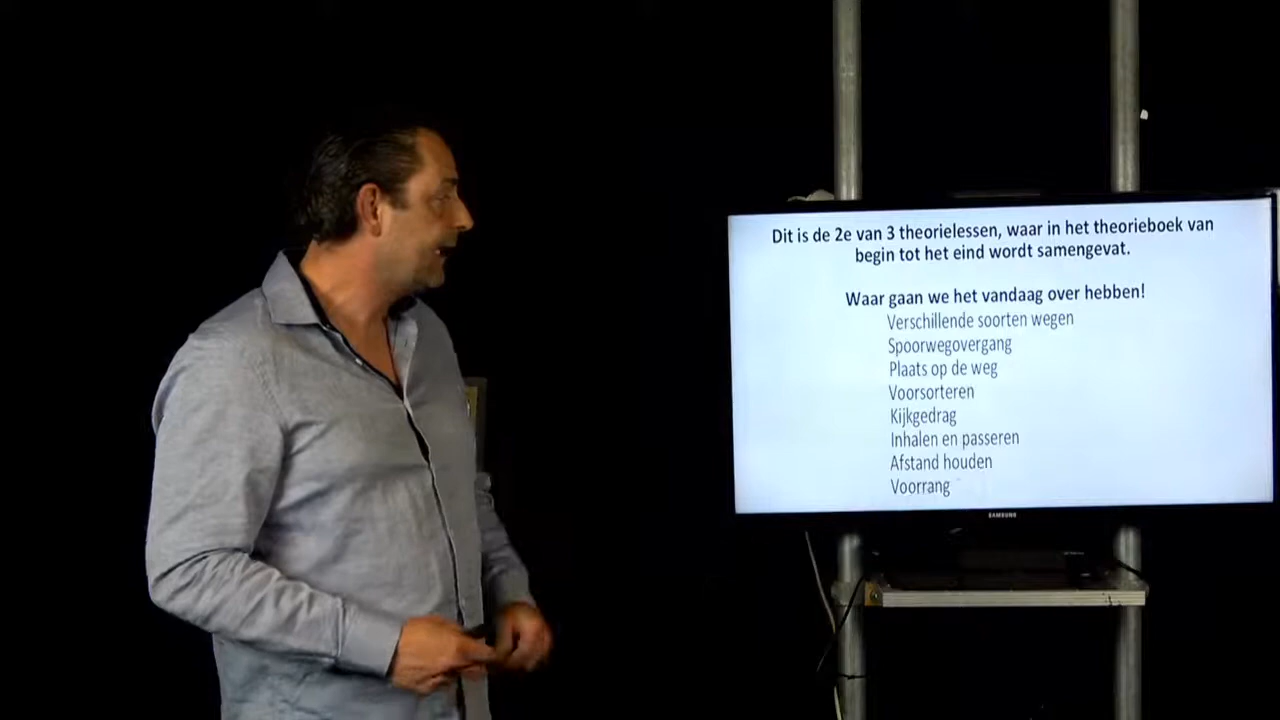 Dit is de 2e van 3 theorielessen, waar in het theorieboek van
begin tot het eind wordt samengevat.
Waar gaan we het vandaag over hebben!
Verschillende soorten wegen
Spoorwegovergang
Plaats op de weg
Voorsorteren
Kijkgedrag
Inhalen en passeren
Afstand houden
Voorrang
SAMSUNG